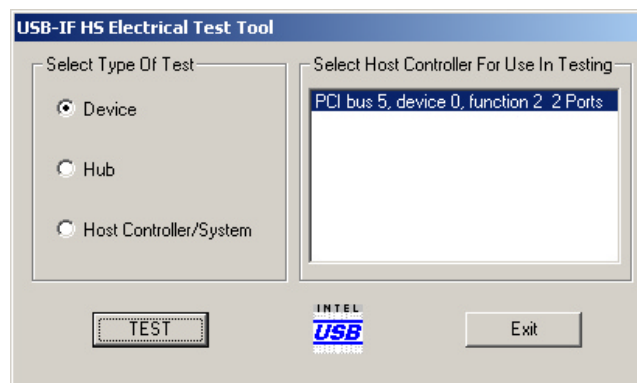 USB-IF HS Electrical Test Tool
Select Type Of Test
Device
Hub
Host Controller/System
Select Host Controller For Use In Testing
PCI bus 5, device 0, function 2 2 Ports
TEST
INTEL
USB
Exit